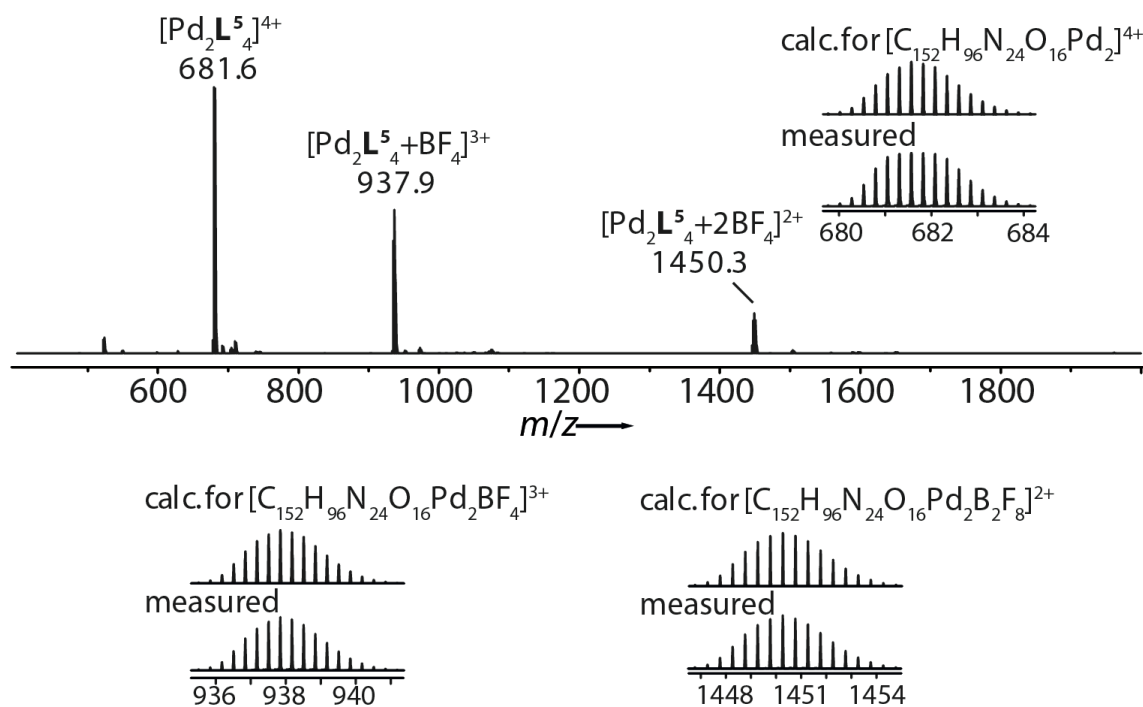 [Pd₂L⁵₄]⁴⁺
681.6
[Pd₂L⁵₄+BF₄]³⁺
937.9
[Pd₂L⁵₄+2BF₄]²⁺
1450.3
calc.for [C₁₅₂H₉₆N₂₄O₁₆Pd₂]⁴⁺
measured
680 682 684
600 800 1000 1200 1400 1600 1800
m/z
calc.for [C₁₅₂H₉₆N₂₄O₁₆Pd₂BF₄]³⁺
measured
936 938 940
calc.for [C₁₅₂H₉₆N₂₄O₁₆Pd₂B₂F₈]²⁺
measured
1448 1451 1454